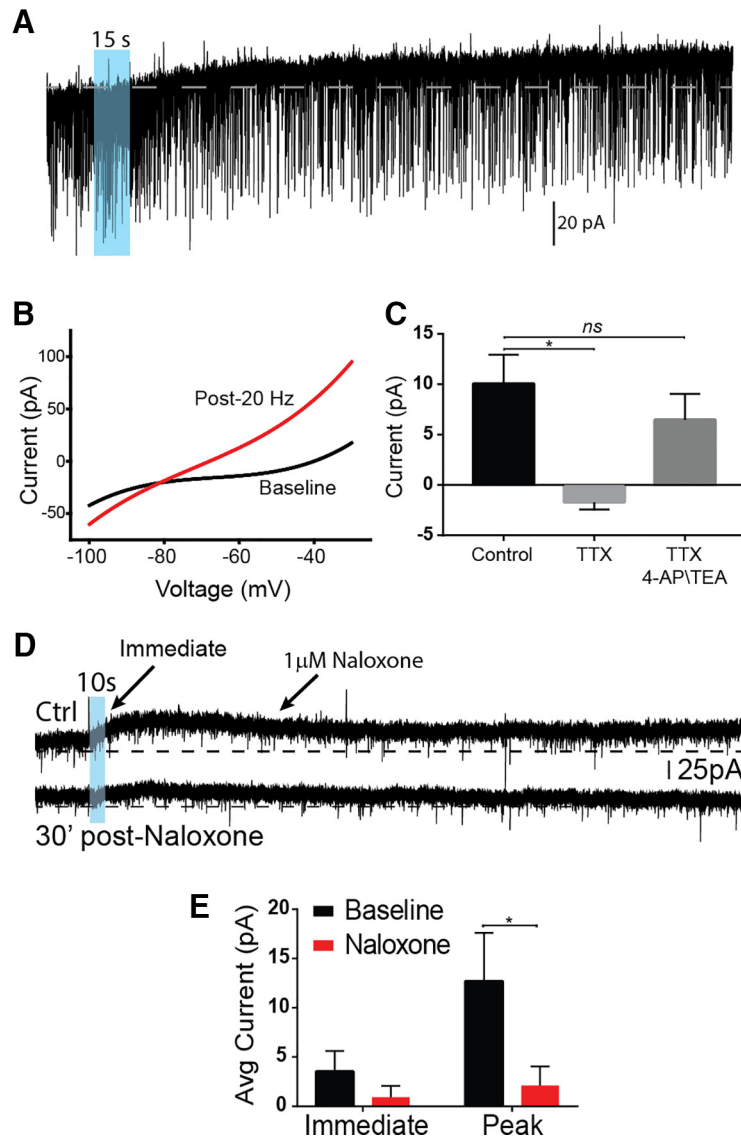 A
15 s
20 pA
B
100
50
0
-50
Current (pA)
Post-20 Hz
Baseline
-100
-80
-60
-40
Voltage (mV)
C
15
10
5
0
-5
Current (pA)
ns
*
Control
TTX
TTX
4-AP\TEA
D
Immediate
1µM Naloxone
10s
Ctrl
25pA
30' post-Naloxone
E
20
15
10
5
0
Avg Current (pA)
Baseline
Naloxone
*
Immediate
Peak